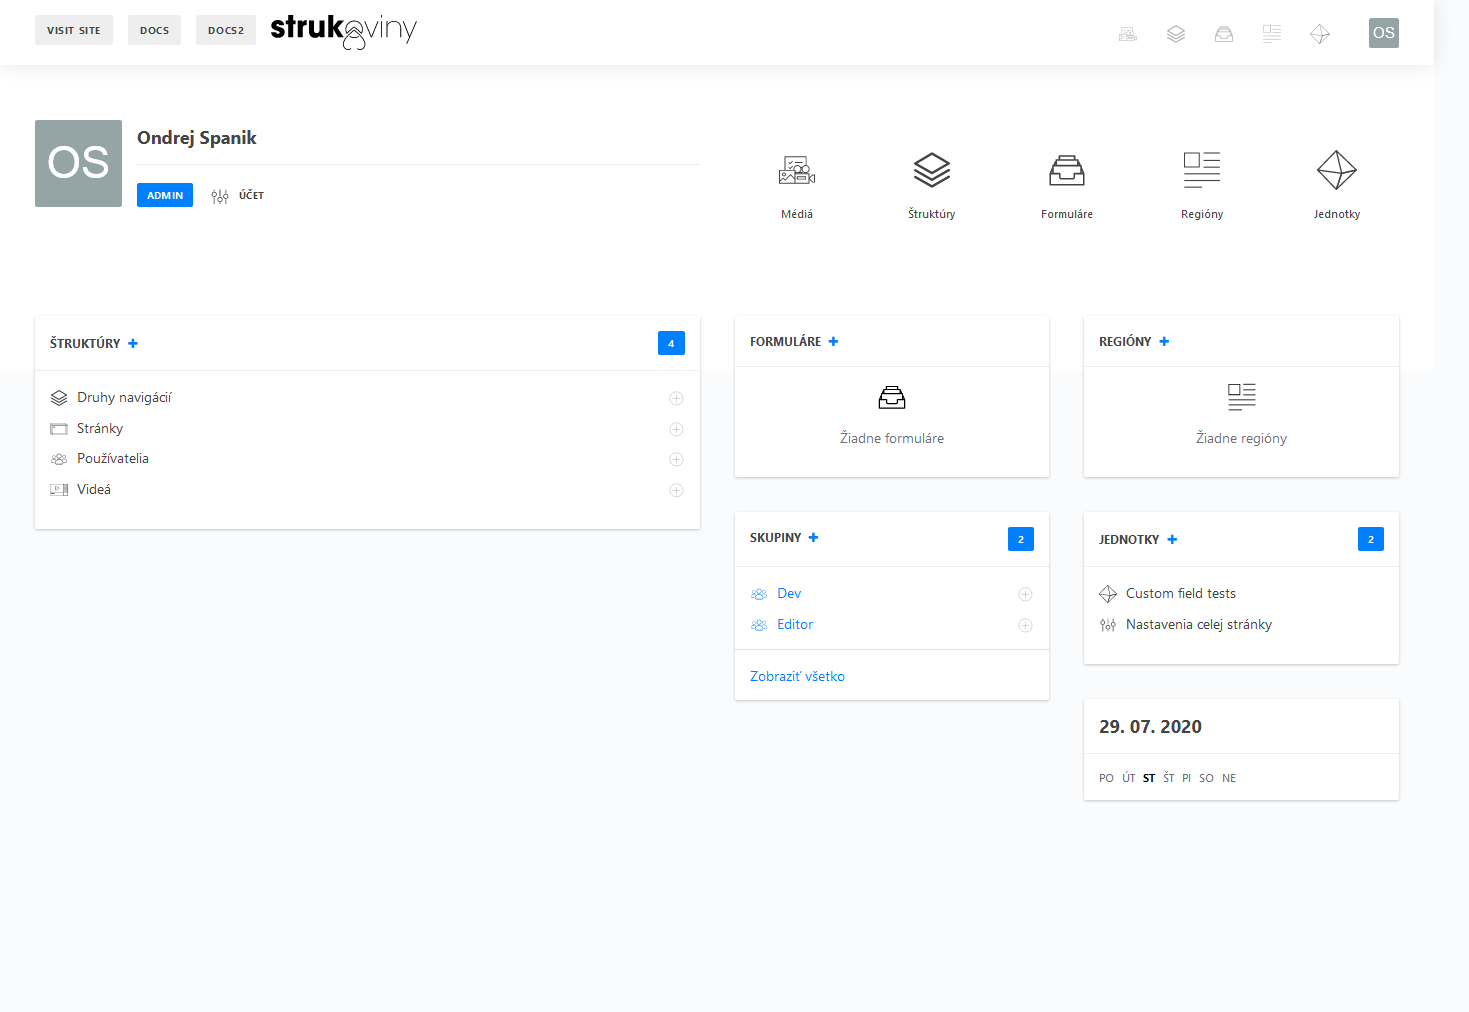 VISIT SITE DOCS DOCS2 strukoviny OS
OS
Ondrej Spanik
ADMIN ÚČET
Médiá Štruktúry Formuláre Regióny Jednotky
ŠTRUKTÚRY + 4
Druhy navigácií
Stránky
Používatelia
Videá
FORMULÁRE +
Žiadne formuláre
REGIÓNY +
Žiadne regióny
SKUPINY + 2
Dev
Editor
Zobraziť všetko
JEDNOTKY + 2
Custom field tests
Nastavenia celej stránky
29. 07. 2020
PO ÚT ST ŠT PI SO NE